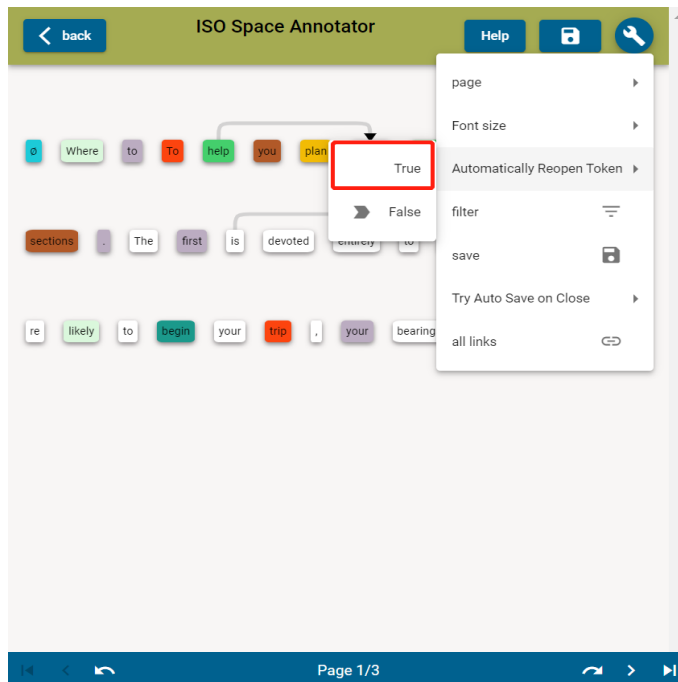 back
ISO Space Annotator
Help
page
Font size
Ø Where to To help you plan
True
Automatically Reopen Token
False
filter
sections . The first is devoted entirely to
save
Try Auto Save on Close
re likely to begin your trip , your bearing
all links
Page 1/3